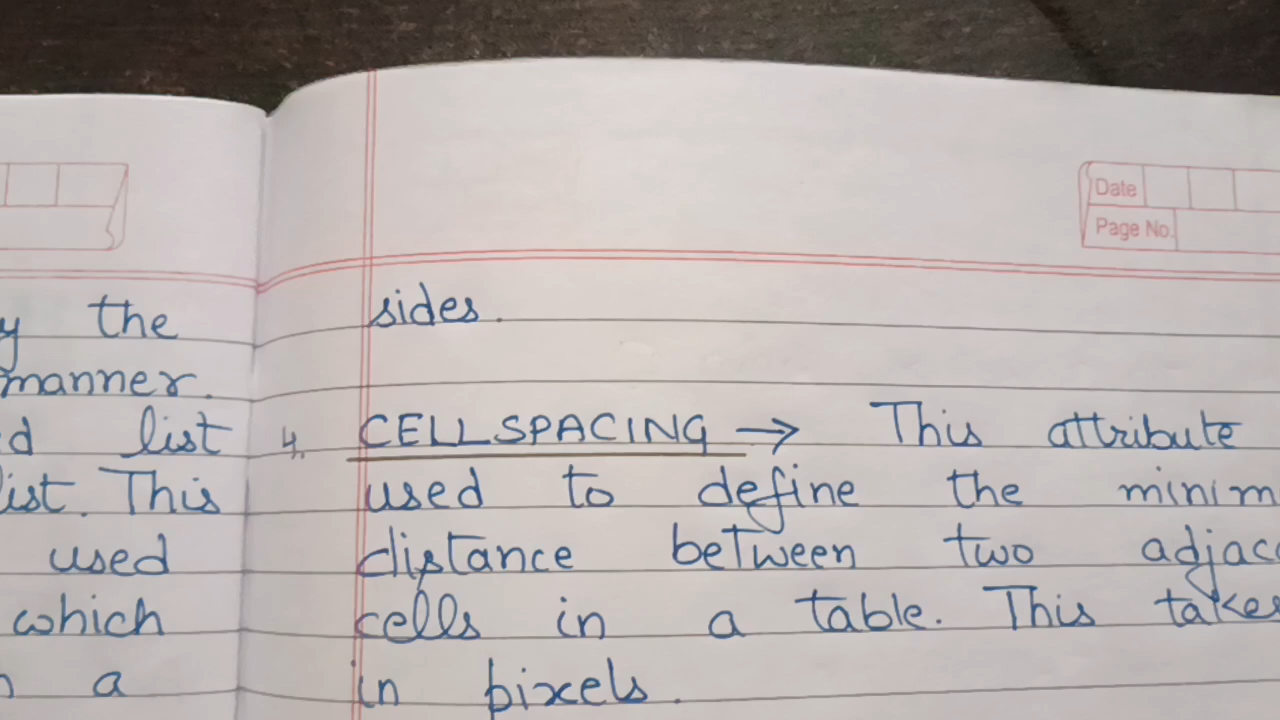 the
manner.
list
This
used
which
a
Date
Page No.
sides.
4. CELLSPACING → This attribute
used to define the
distance between two
cells in a table. This takes
in pixels.